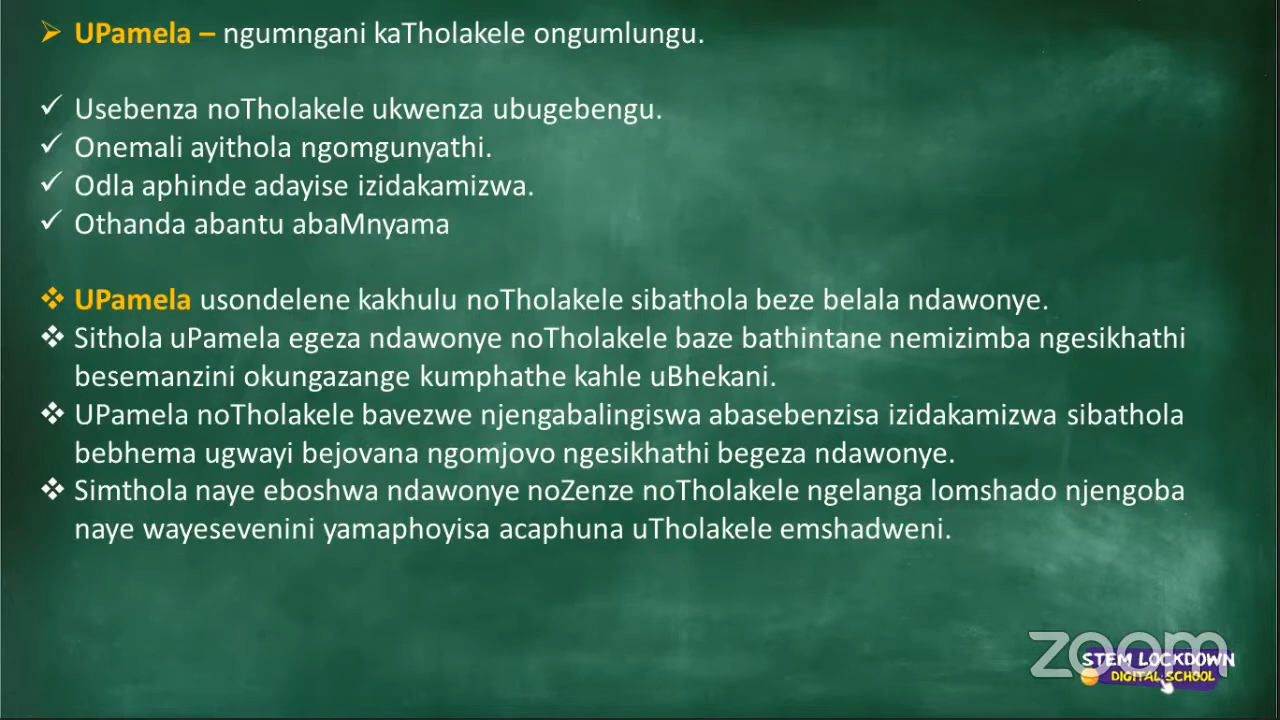 ➢ UPamela – ngumngani kaTholakele ongumlungu.
✓ Usebenza noTholakele ukwenza ubugebengu.
✓ Onemali ayithola ngomgunyathi.
✓ Odla aphinde adayise izidakamizwa.
✓ Othanda abantu abaMnyama
❖ UPamela usondelene kakhulu noTholakele sibathola beze belala ndawonye.
❖ Sithola uPamela egeza ndawonye noTholakele baze bathintane nemizimba ngesikhathi
besemanzini okungazange kumphathe kahle uBhekani.
❖ UPamela noTholakele bavezwe njengabalingiswa abasebenzisa izidakamizwa sibathola
bebhema ugwayi bejovana ngomjovo ngesikhathi begeza ndawonye.
❖ Simthola naye eboshwa ndawonye noZenze noTholakele ngelanga lomshado njengoba
naye wayesevenini yamaphoyisa acaphuna uTholakele emshadweni.
zoom
STEM LOCKDOWN
DIGITAL SCHOOL